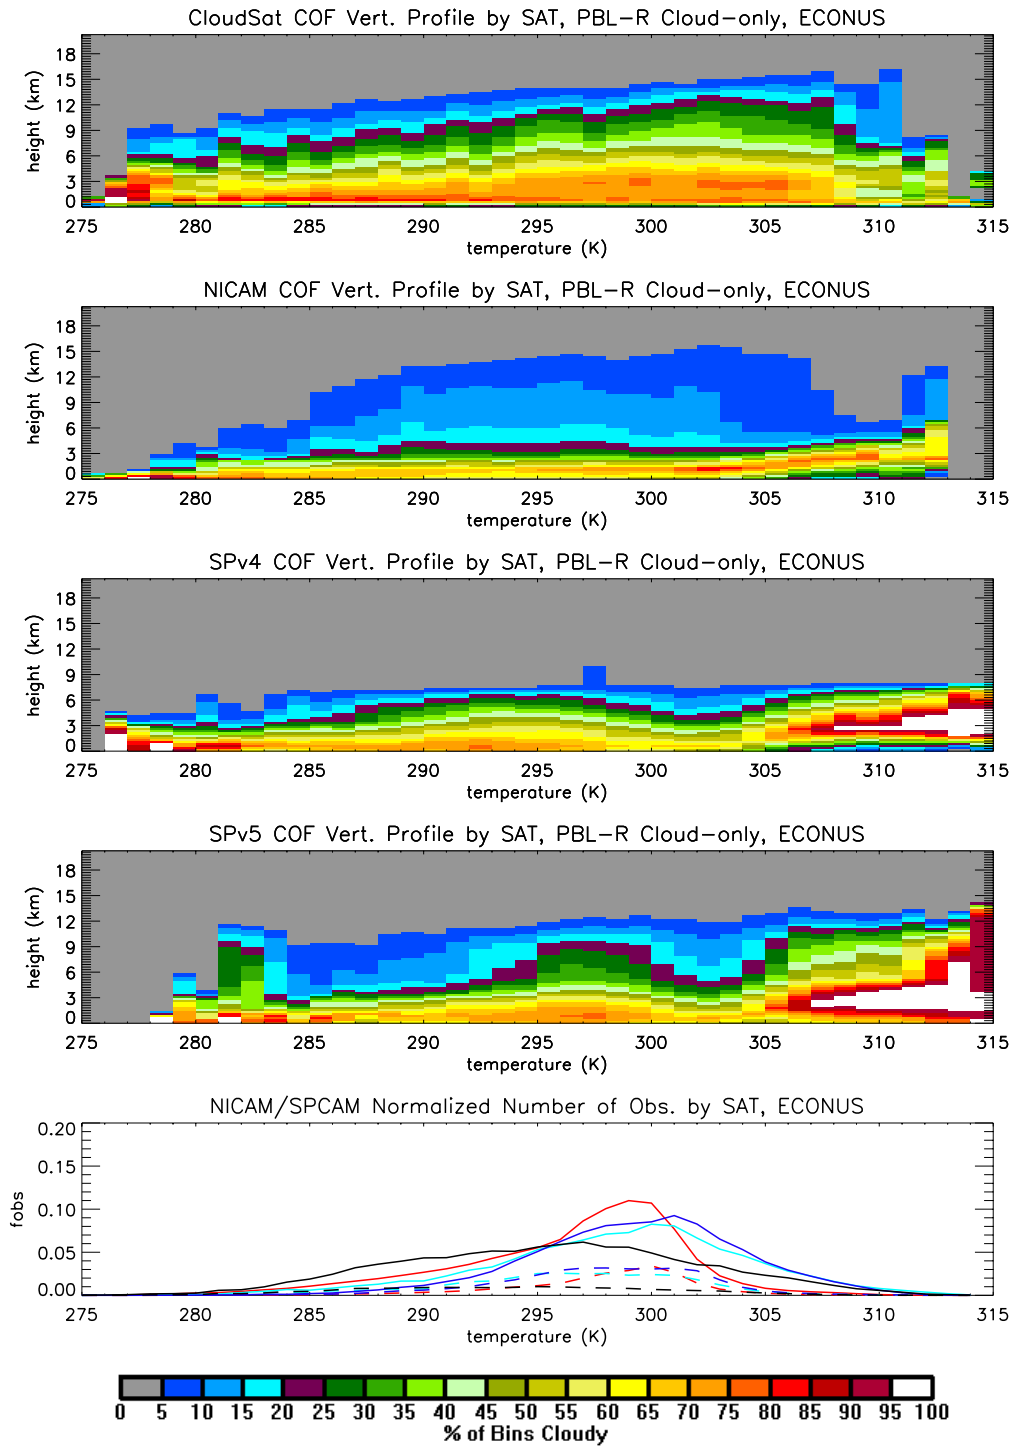 CloudSat COF Vert. Profile by SAT, PBL-R Cloud-only, ECONUS
18
15
12
9
6
3
0
height (km)
275 280 285 290 295 300 305 310 315
temperature (K)
NICAM COF Vert. Profile by SAT, PBL-R Cloud-only, ECONUS
18
15
12
9
6
3
0
height (km)
275 280 285 290 295 300 305 310 315
temperature (K)
SPv4 COF Vert. Profile by SAT, PBL-R Cloud-only, ECONUS
18
15
12
9
6
3
0
height (km)
275 280 285 290 295 300 305 310 315
temperature (K)
SPv5 COF Vert. Profile by SAT, PBL-R Cloud-only, ECONUS
18
15
12
9
6
3
0
height (km)
275 280 285 290 295 300 305 310 315
temperature (K)
NICAM/SPCAM Normalized Number of Obs. by SAT, ECONUS
0.20
0.15
0.10
0.05
0.00
fobs
275 280 285 290 295 300 305 310 315
temperature (K)
0 5 10 15 20 25 30 35 40 45 50 55 60 65 70 75 80 85 90 95 100
% of Bins Cloudy